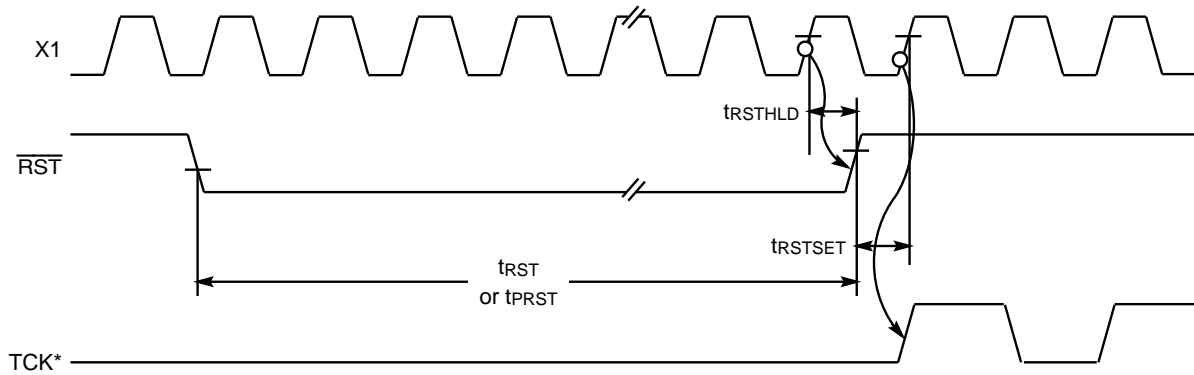 X1
tRSTHLD
RST
tRSTSET
tRST
or tPRST
TCK*